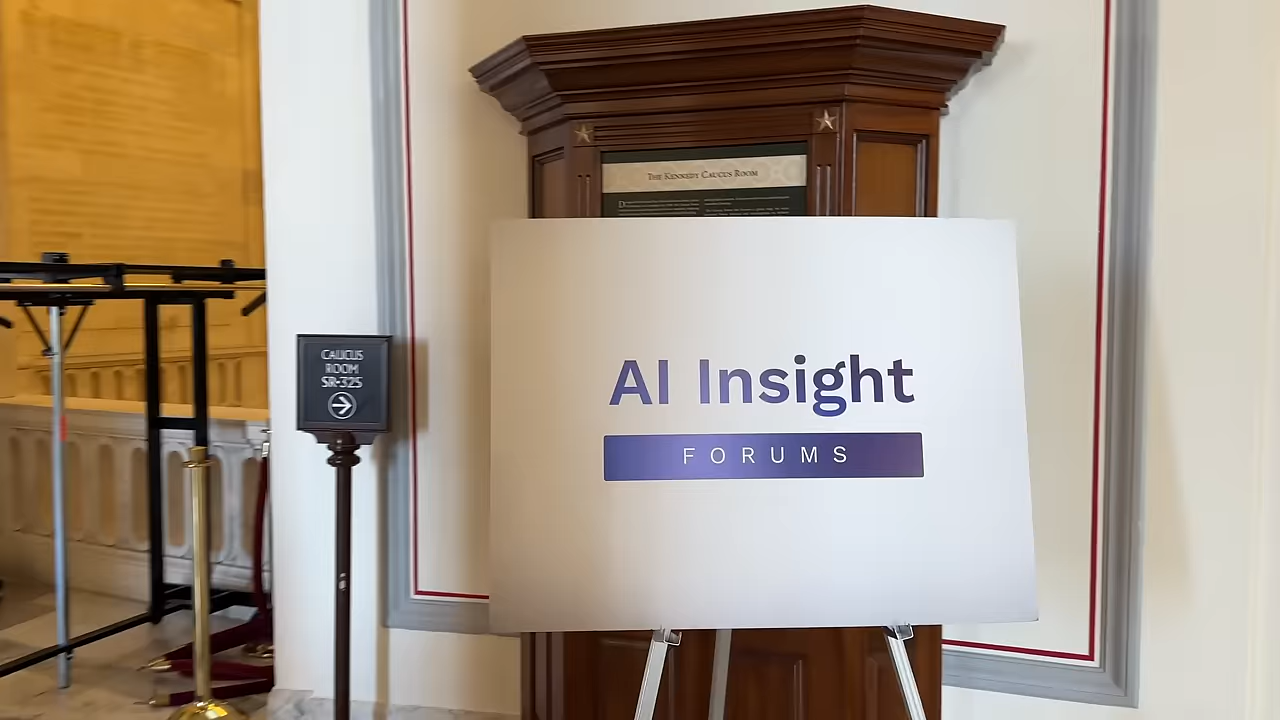 THE KENNEDY CAUCUS ROOM
CAUCUS
ROOM
SR-325
AI Insight
FORUMS